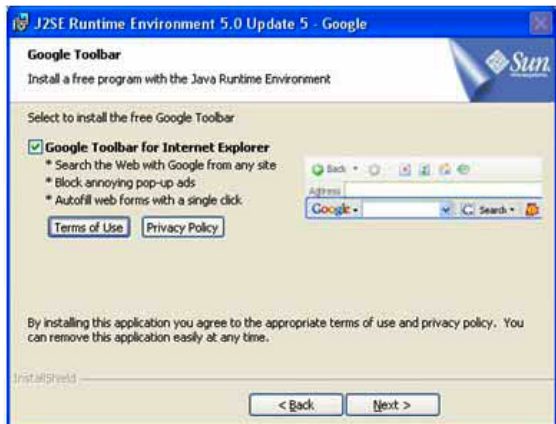 J2SE Runtime Environment 5.0 Update 5 - Google
Google Toolbar
Install a free program with the Java Runtime Environment
Sun
Select to install the free Google Toolbar
Google Toolbar for Internet Explorer
* Search the Web with Google from any site
* Block annoying pop-up ads
* Autofill web forms with a single click
Back
Address
Google
Search
Terms of Use
Privacy Policy
By installing this application you agree to the appropriate terms of use and privacy policy. You
can remove this application easily at any time.
InstallShield
< Back
Next >